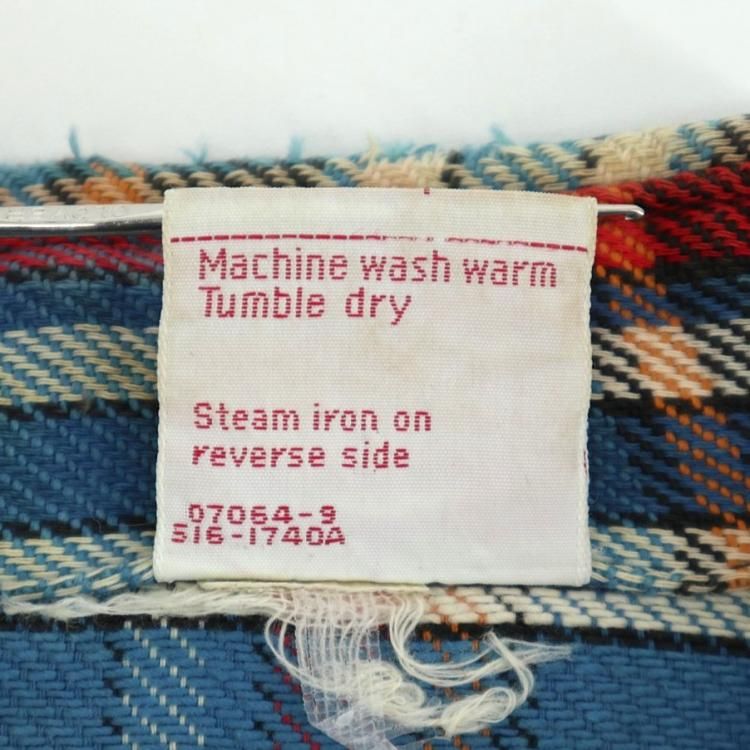 Machine wash warm
Tumble dry
Steam iron on
reverse side
07064-9
516-1740A